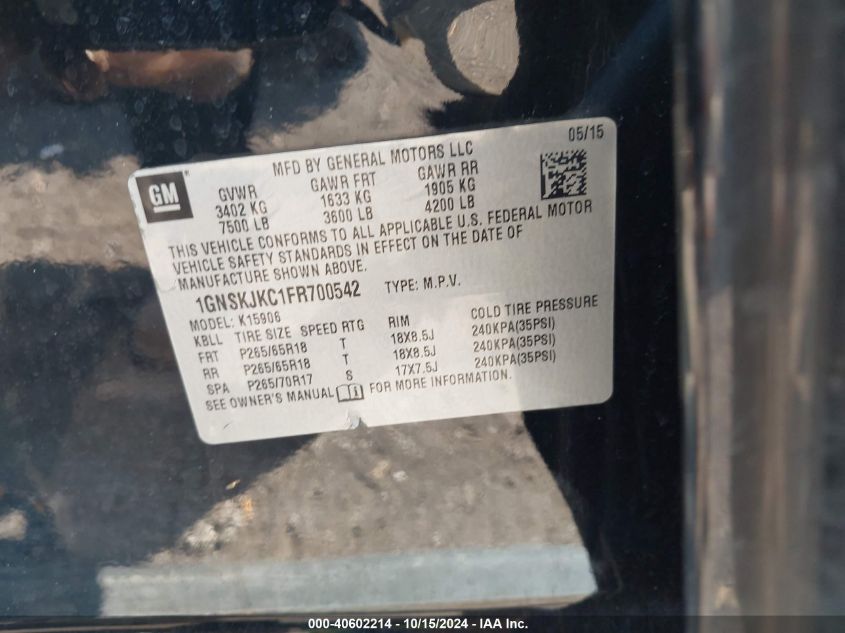 05/15
MFD BY GENERAL MOTORS LLC
GM
GVWR GAWR FRT GAWR RR
3402 KG 1633 KG 1905 KG
7500 LB 3600 LB 4200 LB
THIS VEHICLE CONFORMS TO ALL APPLICABLE U.S. FEDERAL MOTOR
VEHICLE SAFETY STANDARDS IN EFFECT ON THE DATE OF
MANUFACTURE SHOWN ABOVE.
1GNSKJKC1FR700542 TYPE: M.P.V.
MODEL: K15906
KBLL TIRE SIZE SPEED RTG RIM COLD TIRE PRESSURE
FRT P265/65R18 T 18X8.5J 240KPA(35PSI)
RR P265/65R18 T 18X8.5J 240KPA(35PSI)
SPA P265/70R17 S 17X7.5J 240KPA(35PSI)
SEE OWNER'S MANUAL FOR MORE INFORMATION.
000-40602214 - 10/15/2024 - IAA Inc.